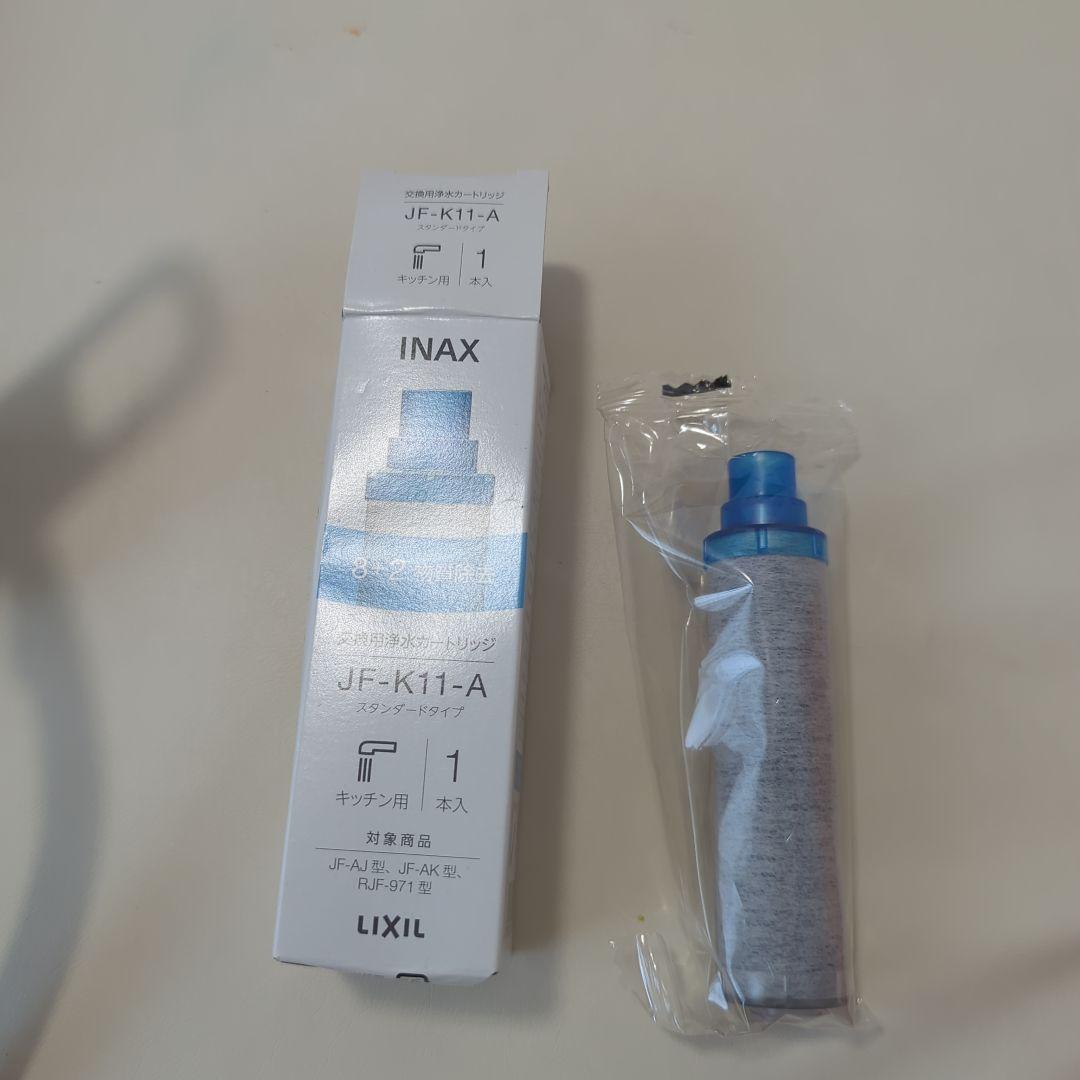 交換用浄水カートリッジ
JF-K11-A
スタンダードタイプ
キッチン用
1
本入
INAX
8+2 物質除去
交換用浄水カートリッジ
JF-K11-A
スタンダードタイプ
キッチン用
1
本入
対象商品
JF-AJ型、JF-AK型、
RJF-971型
LIXIL